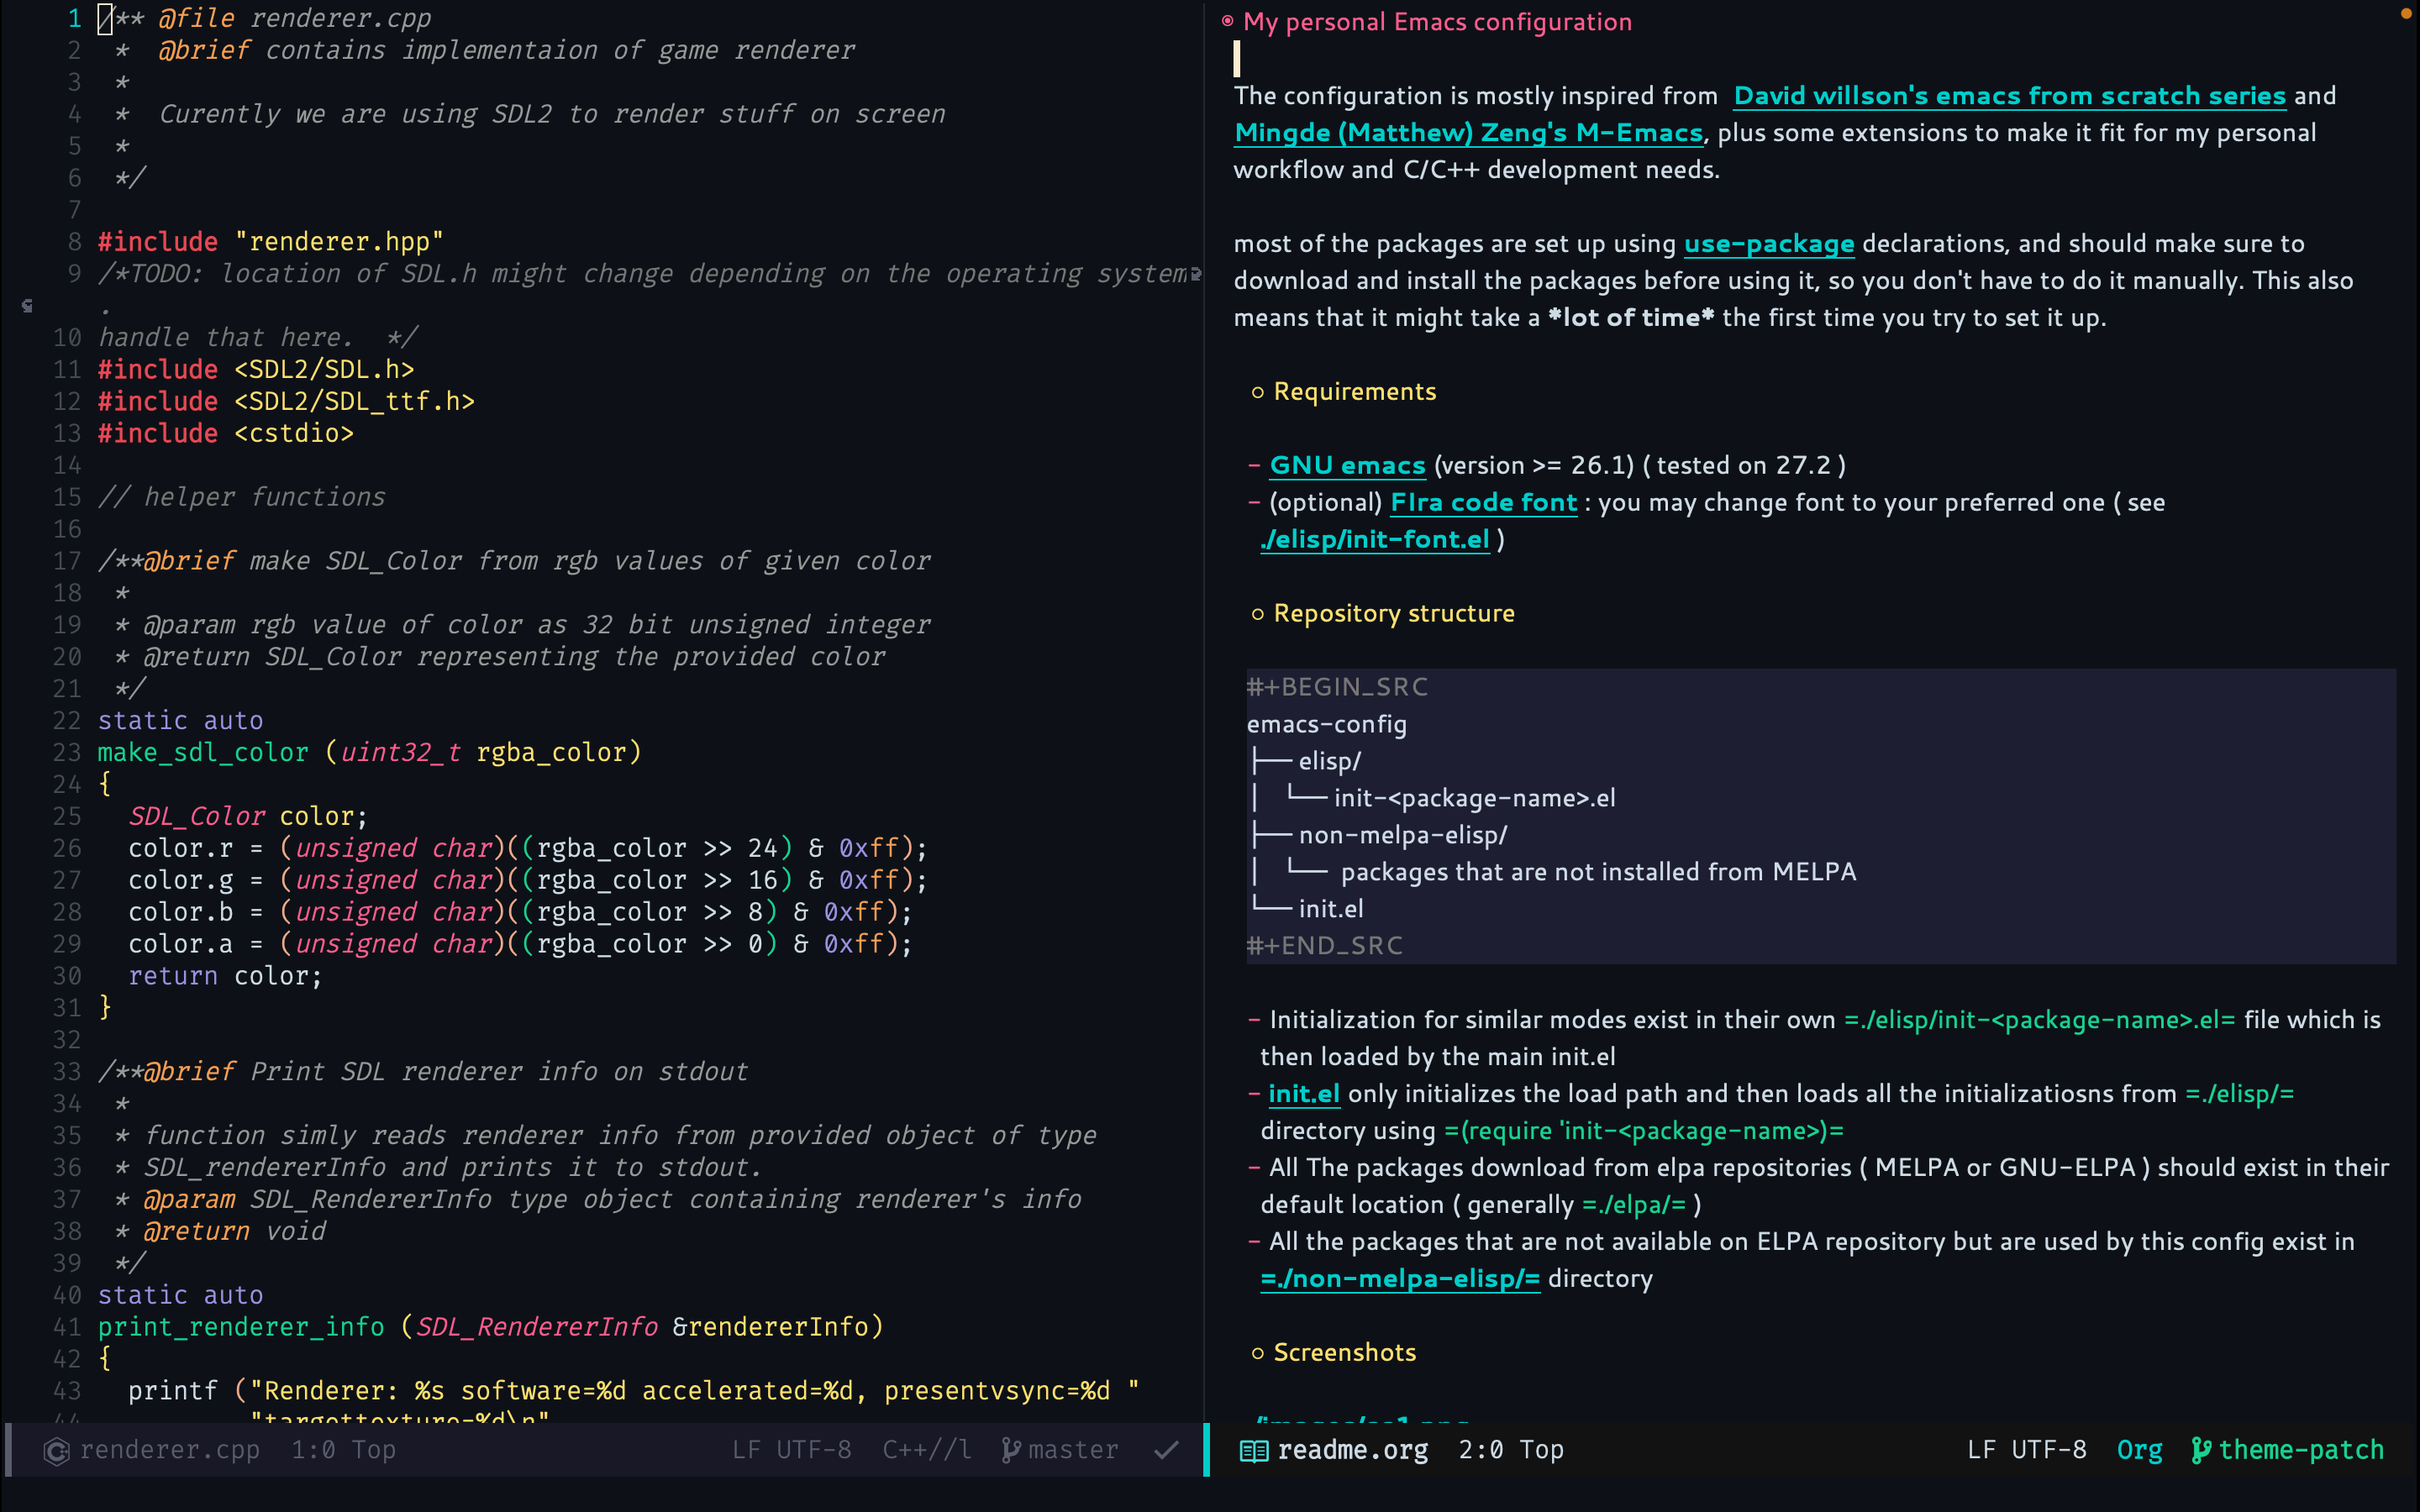 1 /** @file renderer.cpp
2  *  @brief contains implementaion of game renderer
3  *
4  *  Curently we are using SDL2 to render stuff on screen
5  *
6  */
7
8 #include "renderer.hpp"
9 /*TODO: location of SDL.h might change depending on the operating system
.
10 handle that here.  */
11 #include <SDL2/SDL.h>
12 #include <SDL2/SDL_ttf.h>
13 #include <cstdio>
14
15 // helper functions
16
17 /**@brief make SDL_Color from rgb values of given color
18  *
19  * @param rgb value of color as 32 bit unsigned integer
20  * @return SDL_Color representing the provided color
21  */
22 static auto
23 make_sdl_color (uint32_t rgba_color)
24 {
25   SDL_Color color;
26   color.r = (unsigned char)((rgba_color >> 24) & 0xff);
27   color.g = (unsigned char)((rgba_color >> 16) & 0xff);
28   color.b = (unsigned char)((rgba_color >> 8) & 0xff);
29   color.a = (unsigned char)((rgba_color >> 0) & 0xff);
30   return color;
31 }
32
33 /**@brief Print SDL renderer info on stdout
34  *
35  * function simly reads renderer info from provided object of type
36  * SDL_rendererInfo and prints it to stdout.
37  * @param SDL_RendererInfo type object containing renderer's info
38  * @return void
39  */
40 static auto
41 print_renderer_info (SDL_RendererInfo &rendererInfo)
42 {
43   printf ("Renderer: %s software=%d accelerated=%d, presentvsync=%d "
44           "targettexture=%d\n"
renderer.cpp  1:0 Top  LF UTF-8  C++//l  master
My personal Emacs configuration
The configuration is mostly inspired from  David willson's emacs from scratch series and
Mingde (Matthew) Zeng's M-Emacs, plus some extensions to make it fit for my personal
workflow and C/C++ development needs.
most of the packages are set up using use-package declarations, and should make sure to
download and install the packages before using it, so you don't have to do it manually. This also
means that it might take a *lot of time* the first time you try to set it up.
○ Requirements
- GNU emacs (version >= 26.1) ( tested on 27.2 )
- (optional) FIra code font : you may change font to your preferred one ( see
./elisp/init-font.el )
○ Repository structure
#+BEGIN_SRC
emacs-config
├── elisp/
│   └── init-<package-name>.el
├── non-melpa-elisp/
│   └──  packages that are not installed from MELPA
└── init.el
#+END_SRC
- Initialization for similar modes exist in their own =./elisp/init-<package-name>.el= file which is
then loaded by the main init.el
- init.el only initializes the load path and then loads all the initializatiosns from =./elisp/=
directory using =(require 'init-<package-name>)=
- All The packages download from elpa repositories ( MELPA or GNU-ELPA ) should exist in their
default location ( generally =./elpa/= )
- All the packages that are not available on ELPA repository but are used by this config exist in
=./non-melpa-elisp/= directory
○ Screenshots
./images/ss1.png
readme.org  2:0 Top  LF UTF-8  Org  theme-patch